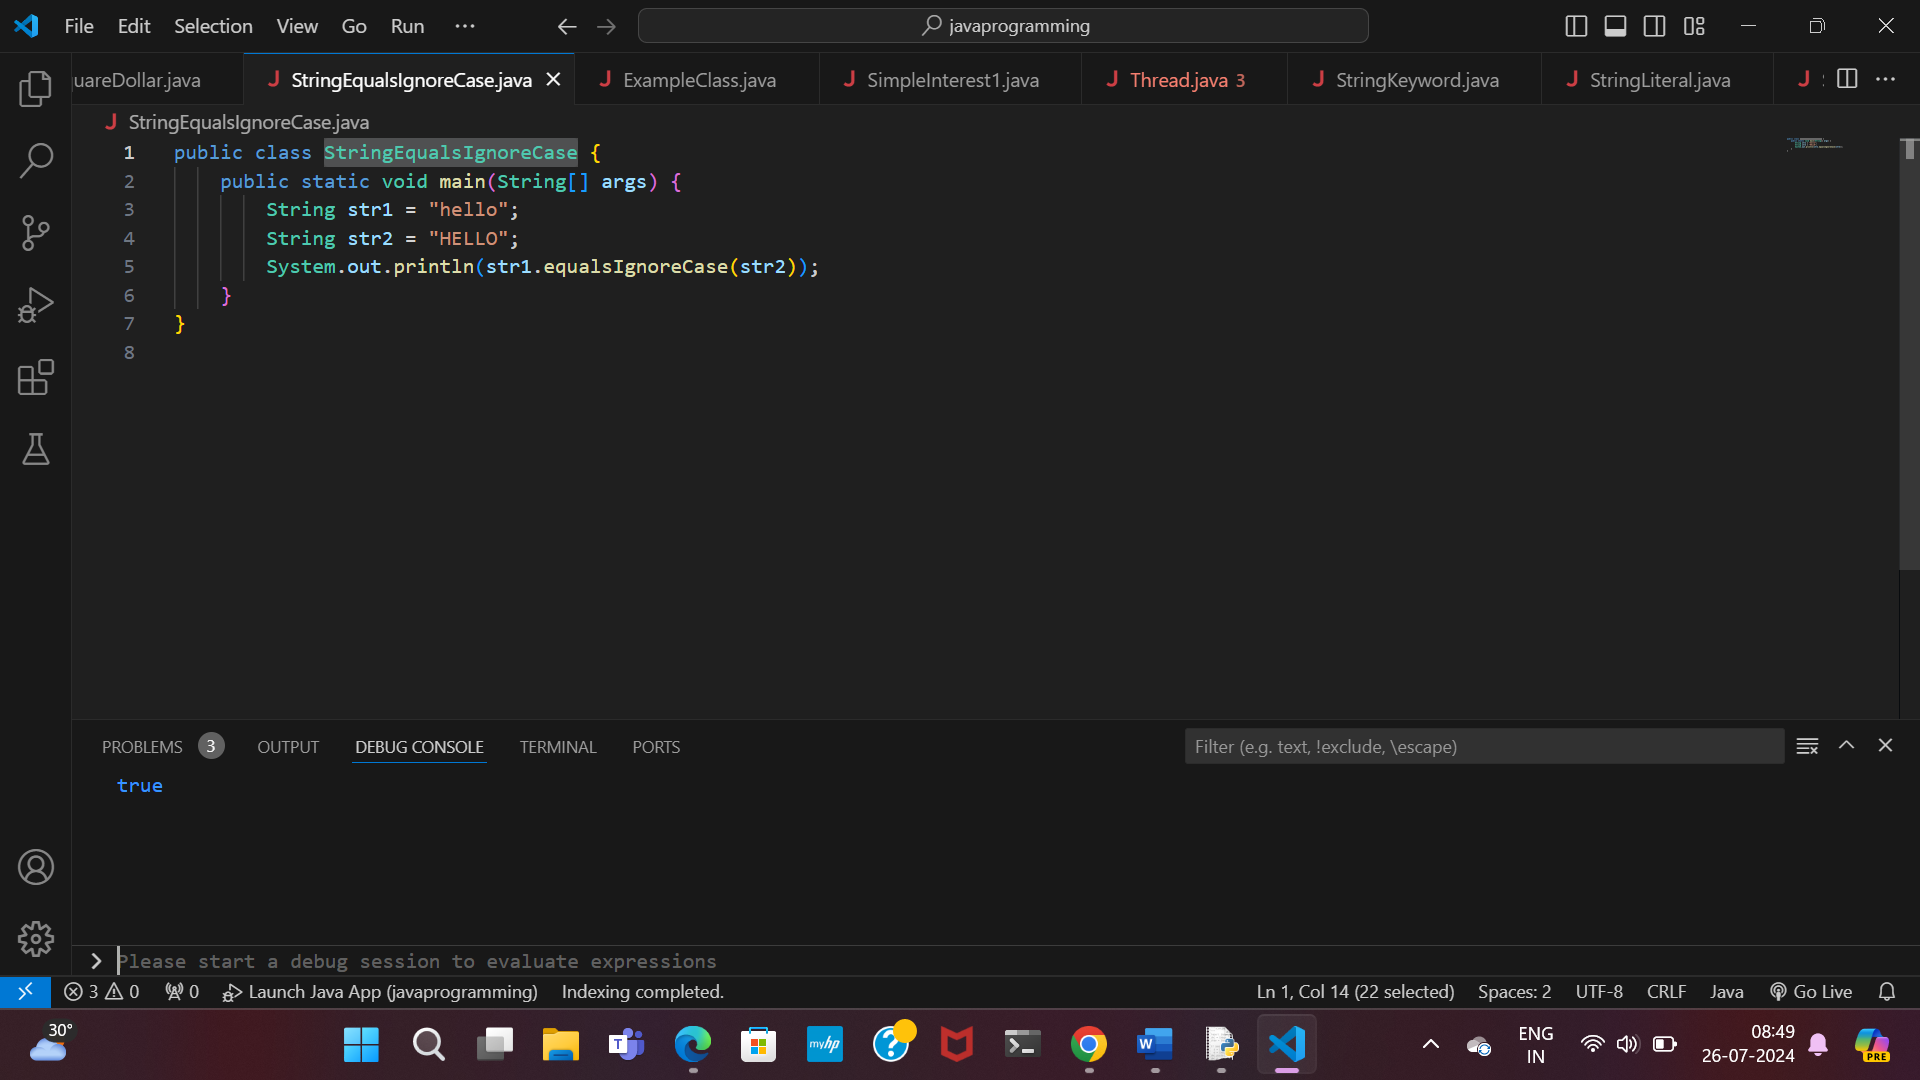 File Edit Selection View Go Run ··· javaprogramming
uareDollar.java StringEqualsIgnoreCase.java ExampleClass.java SimpleInterest1.java Thread.java 3 StringKeyword.java StringLiteral.java
StringEqualsIgnoreCase.java
1 public class StringEqualsIgnoreCase {
2 public static void main(String[] args) {
3 String str1 = "hello";
4 String str2 = "HELLO";
5 System.out.println(str1.equalsIgnoreCase(str2));
6 }
7 }
8
PROBLEMS 3 OUTPUT DEBUG CONSOLE TERMINAL PORTS Filter (e.g. text, !exclude, \escape)
true
Please start a debug session to evaluate expressions
3 0 0 Launch Java App (javaprogramming) Indexing completed. Ln 1, Col 14 (22 selected) Spaces: 2 UTF-8 CRLF Java Go Live
30° myhp ENG 08:49
IN 26-07-2024 PRE